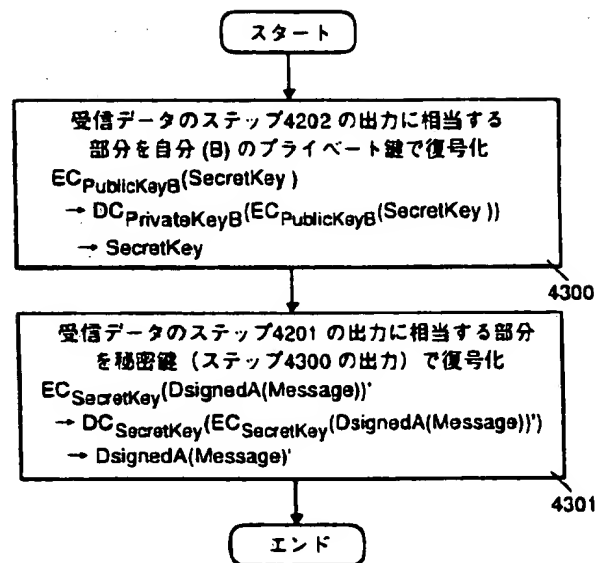 スタート
受信データのステップ4202 の出力に相当する
部分を自分 (B) のプライベート鍵で復号化
EC_PublicKeyB(SecretKey )
→ DC_PrivateKeyB(EC_PublicKeyB(SecretKey ))
→ SecretKey
4300
受信データのステップ4201 の出力に相当する部分
を秘密鍵（ステップ4300 の出力）で復号化
EC_SecretKey(DsignedA(Message))'
→ DC_SecretKey(EC_SecretKey(DsignedA(Message))')
→ DsignedA(Message)'
4301
エンド